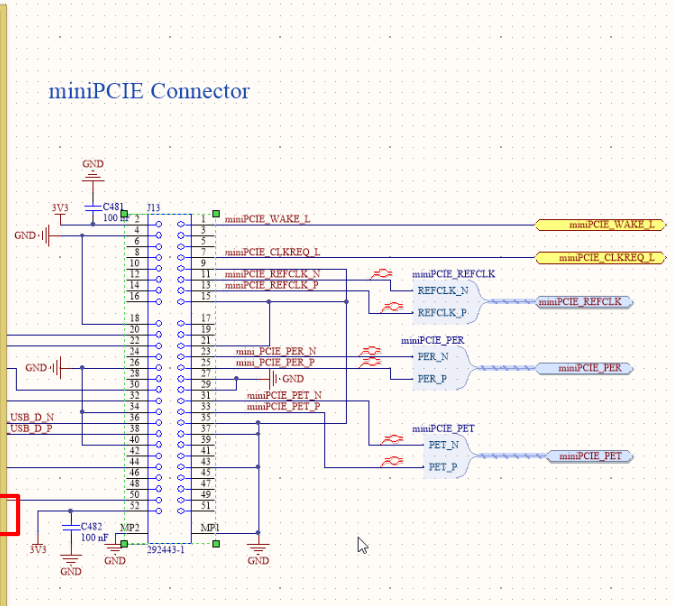 miniPCIE Connector
GND
3V3
C481
100 nF
J13
2
1
miniPCIE_WAKE_L
miniPCIE_WAKE_L
GND
4
3
6
5
8
7
miniPCIE_CLKREQ_L
miniPCIE_CLKREQ_L
10
9
12
11
miniPCIE_REFCLK_N
miniPCIE_REFCLK
14
13
miniPCIE_REFCLK_P
REFCLK_N
16
15
miniPCIE_REFCLK
REFCLK_P
18
17
20
19
22
21
miniPCIE_PER
24
23
mini_PCIE_PER_N
PER_N
26
25
mini_PCIE_PER_P
GND
miniPCIE_PER
28
27
GND
PER_P
30
29
32
31
miniPCIE_PET_N
34
33
miniPCIE_PET_P
USB_D_N
36
35
USB_D_P
38
37
miniPCIE_PET
40
39
42
41
PET_N
44
43
miniPCIE_PET
46
45
PET_P
48
47
50
49
52
51
C482
100 nF
MP2
MP1
3V3
292443-1
GND
GND
GND